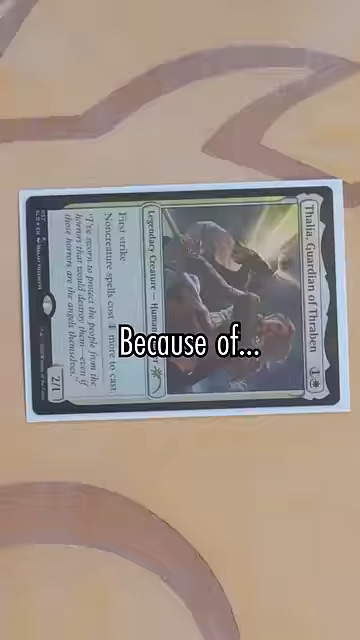 Thalia, Guardian of Thraben 1
Legendary Creature — Human
First strike
Noncreature spells cost 1 more to cast.
"I've sworn to protect the people from the
horrors that would destroy them—even if
those horrors are the angels themselves."
2/1
Because of...